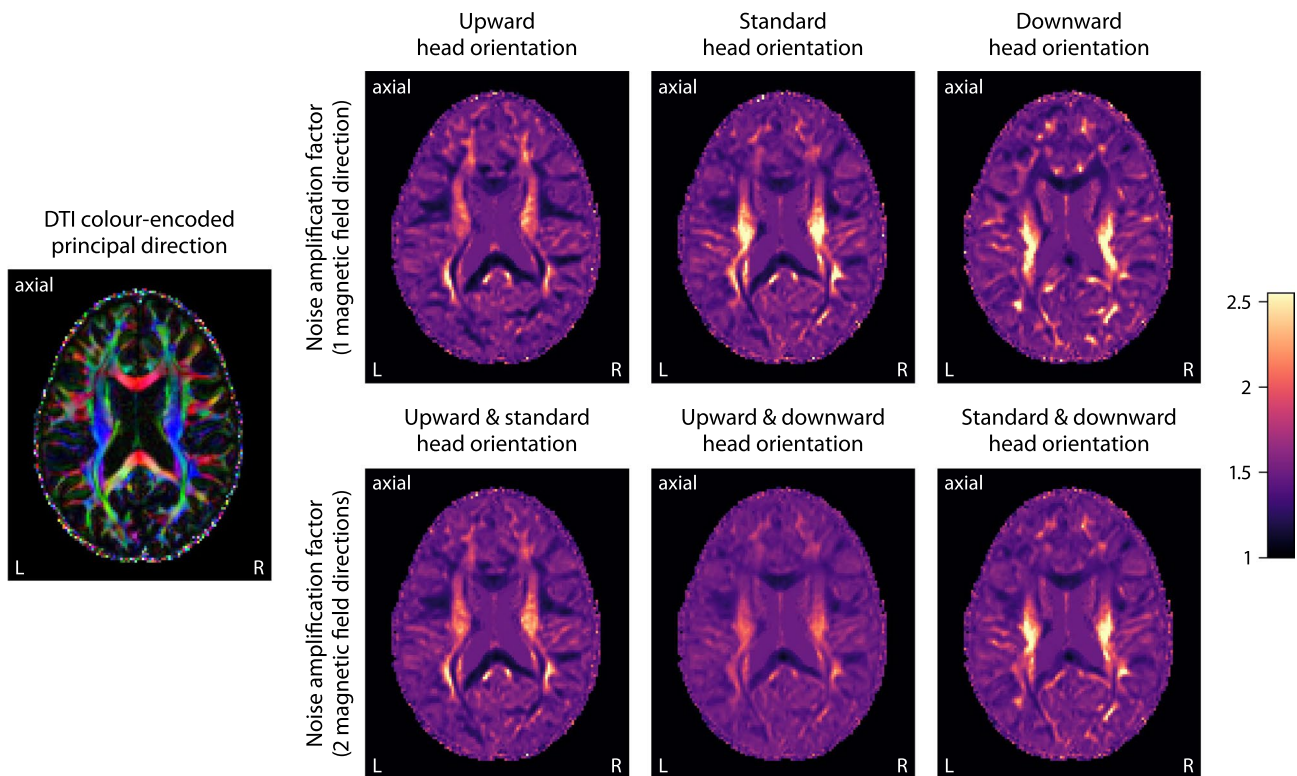 Upward
head orientation
Standard
head orientation
Downward
head orientation
Noise amplification factor
(1 magnetic field direction)
axial
L
R
axial
L
R
axial
L
R
DTI colour-encoded
principal direction
axial
L
R
2.5
2
1.5
1
Upward & standard
head orientation
Upward & downward
head orientation
Standard & downward
head orientation
Noise amplification factor
(2 magnetic field directions)
axial
L
R
axial
L
R
axial
L
R